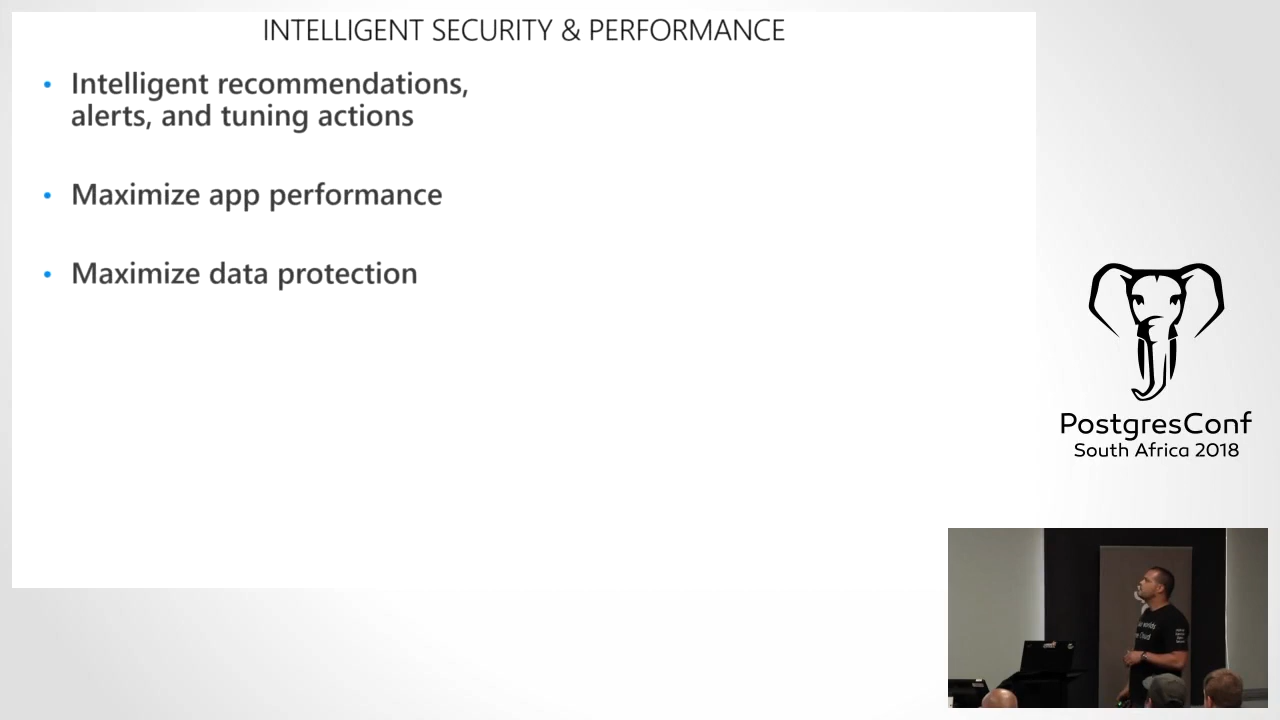 INTELLIGENT SECURITY & PERFORMANCE
• Intelligent recommendations,
alerts, and tuning actions
• Maximize app performance
• Maximize data protection
PostgresConf
South Africa 2018